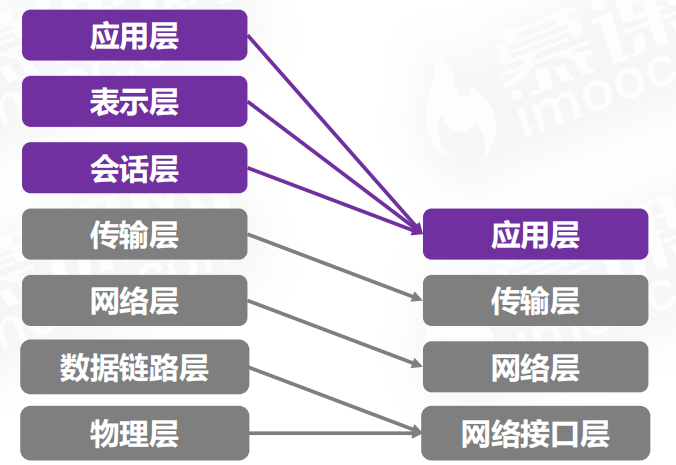 应用层
表示层
会话层
传输层
网络层
数据链路层
物理层
应用层
传输层
网络层
网络接口层
慕课
imooc